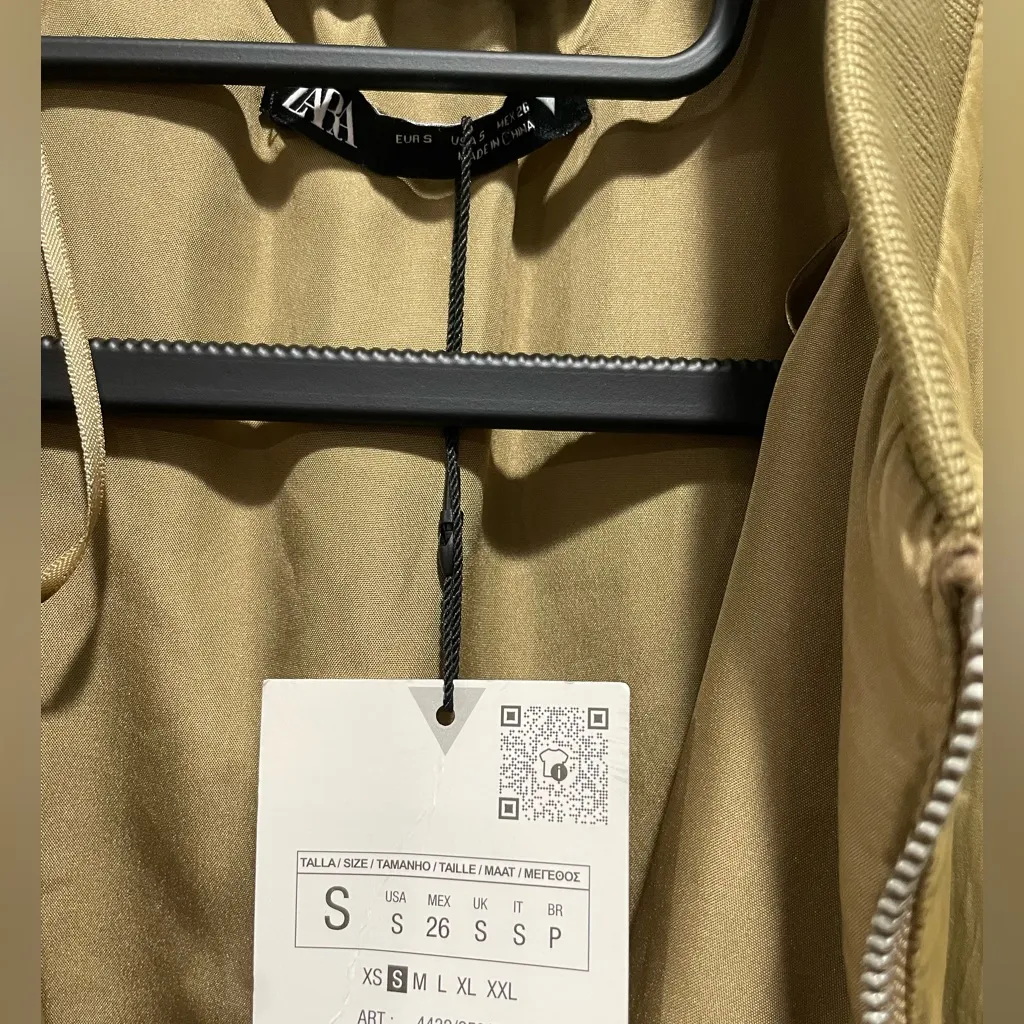 ZARA
EUR S USA S MEX 26
MADE IN CHINA
TALLA / SIZE / TAMANHO / TAILLE / MAAT / ΜΕΓΕΘΟΣ
S
USA MEX UK IT BR
S 26 S S P
XS S M L XL XXL
ART :